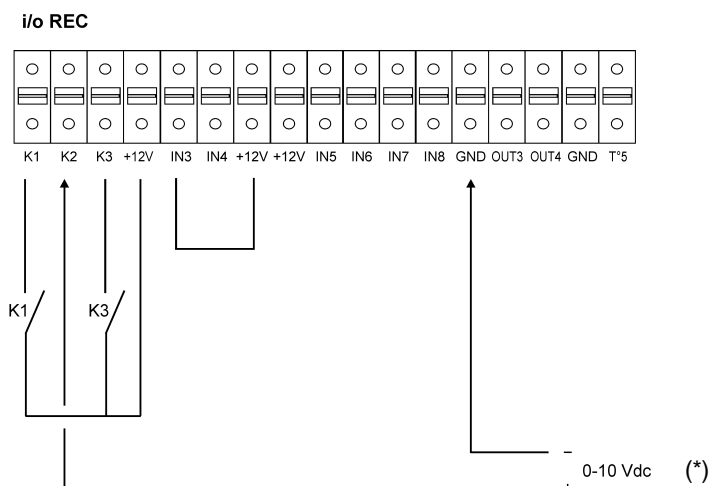 i/o REC
K1 K2 K3 +12V IN3 IN4 +12V +12V IN5 IN6 IN7 IN8 GND OUT3 OUT4 GND T°5
K1 K3
0-10 Vdc (*)